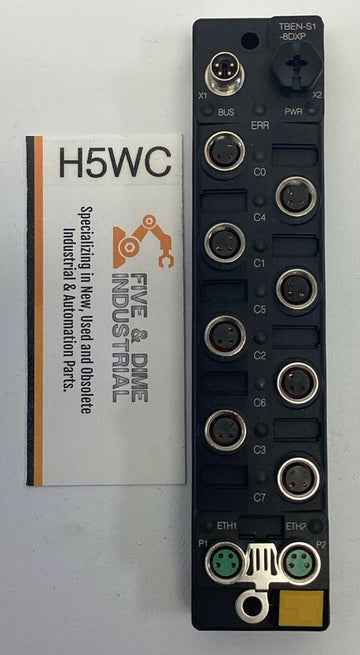 TBEN-S1
-8DXP
X1
X2
BUS
PWR
ERR
C0
C4
C1
C5
C2
C6
C3
C7
ETH1
ETH2
P1
P2
H5WC
FIVE & DIME
INDUSTRIAL
Specializing in New, Used and Obsolete
Industrial & Automation Parts.